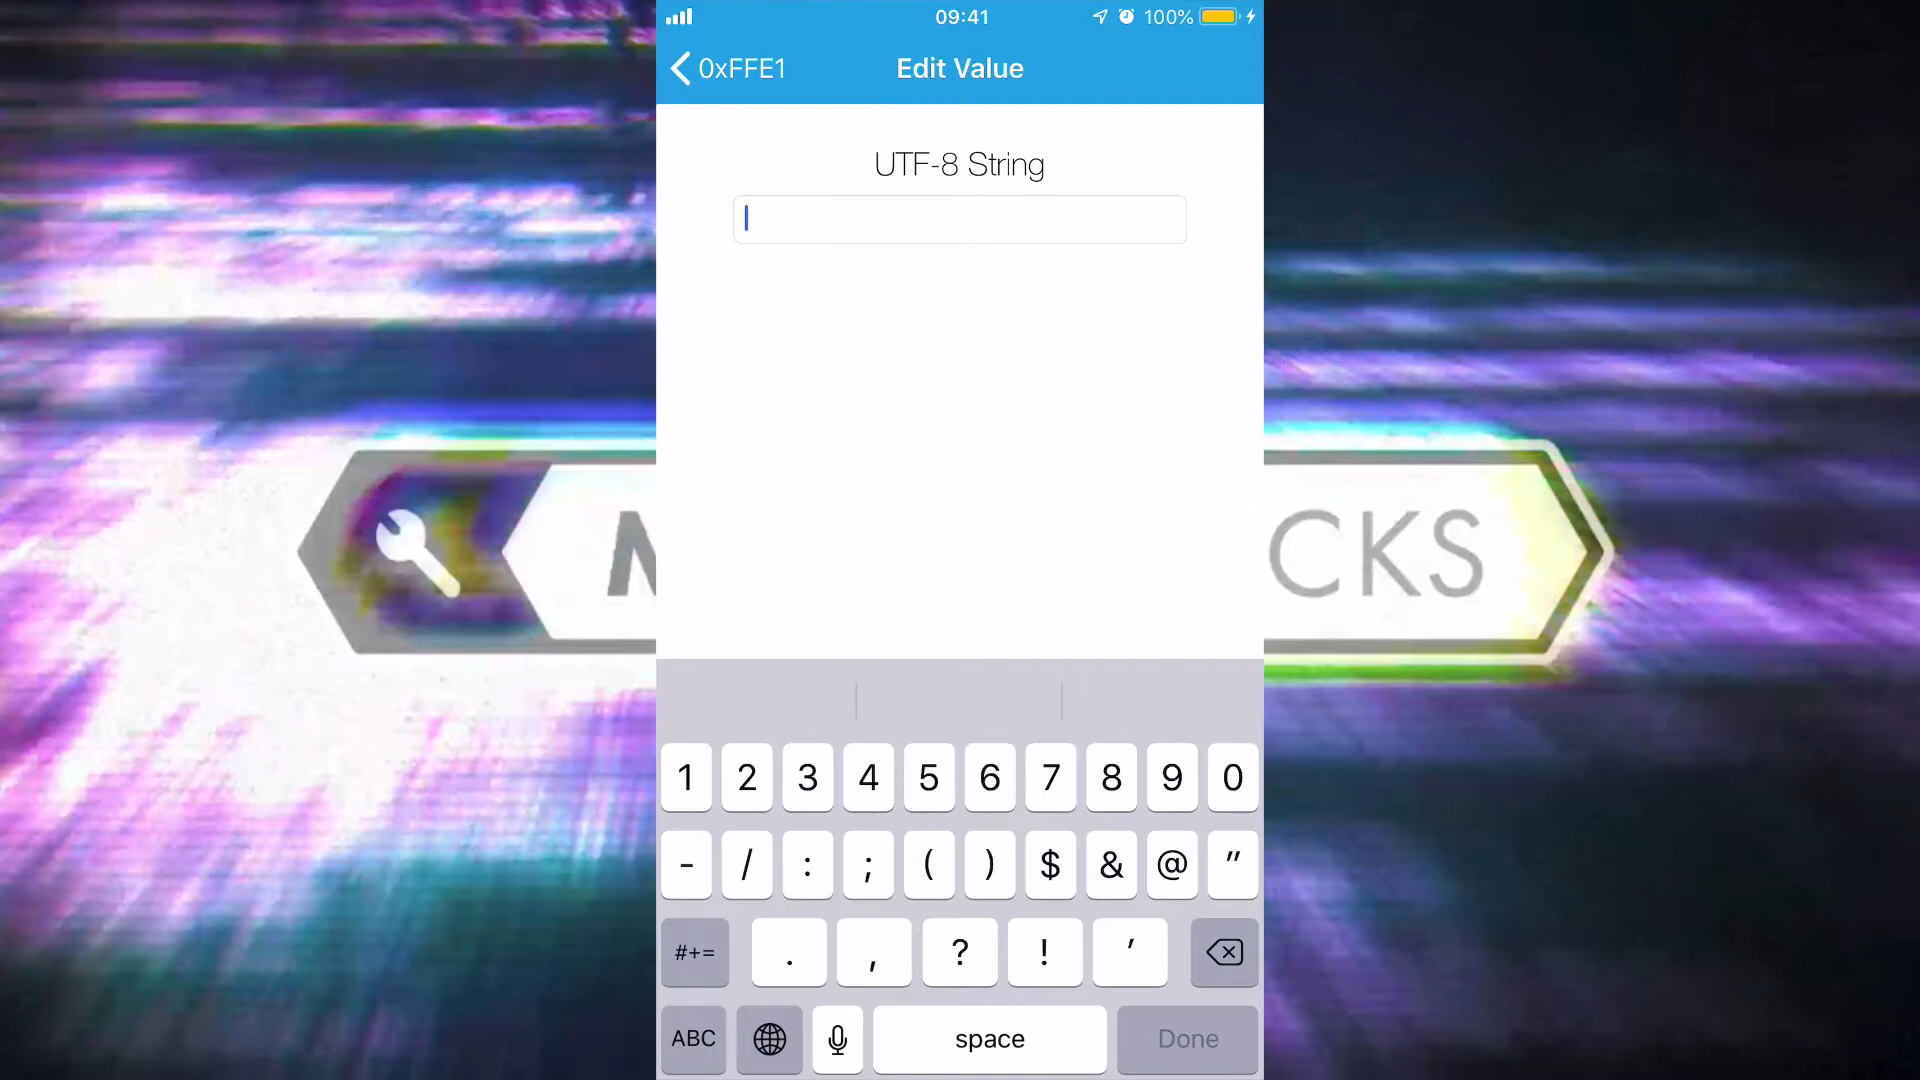 09:41
100%
0xFFE1
Edit Value
UTF-8 String
M
CKS
1 2 3 4 5 6 7 8 9 0
- / : ; ( ) $ & @ "
#+= . , ? ! '
ABC space Done